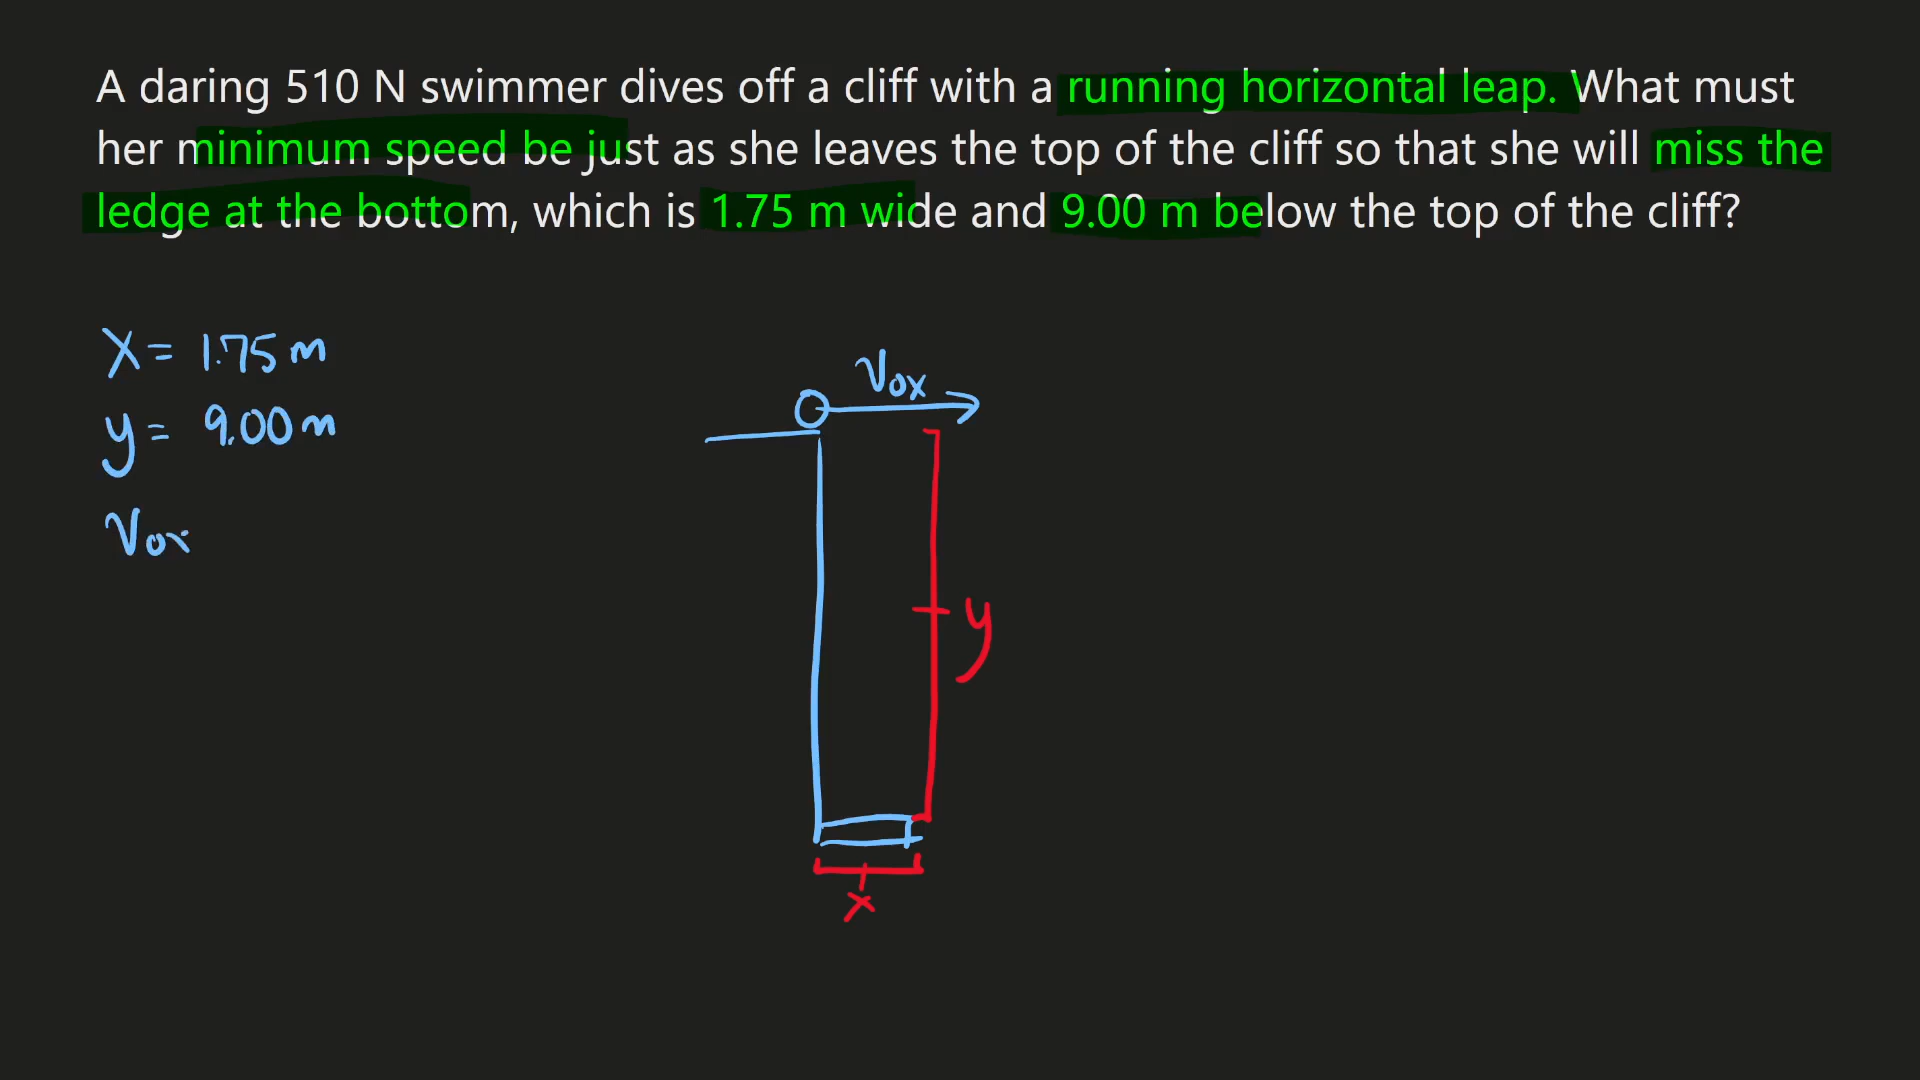 A daring 510 N swimmer dives off a cliff with a running horizontal leap. What must
her minimum speed be just as she leaves the top of the cliff so that she will miss the
ledge at the bottom, which is 1.75 m wide and 9.00 m below the top of the cliff?
x = 1.75 m
Vox
y = 9.00 m
Vox
y
x